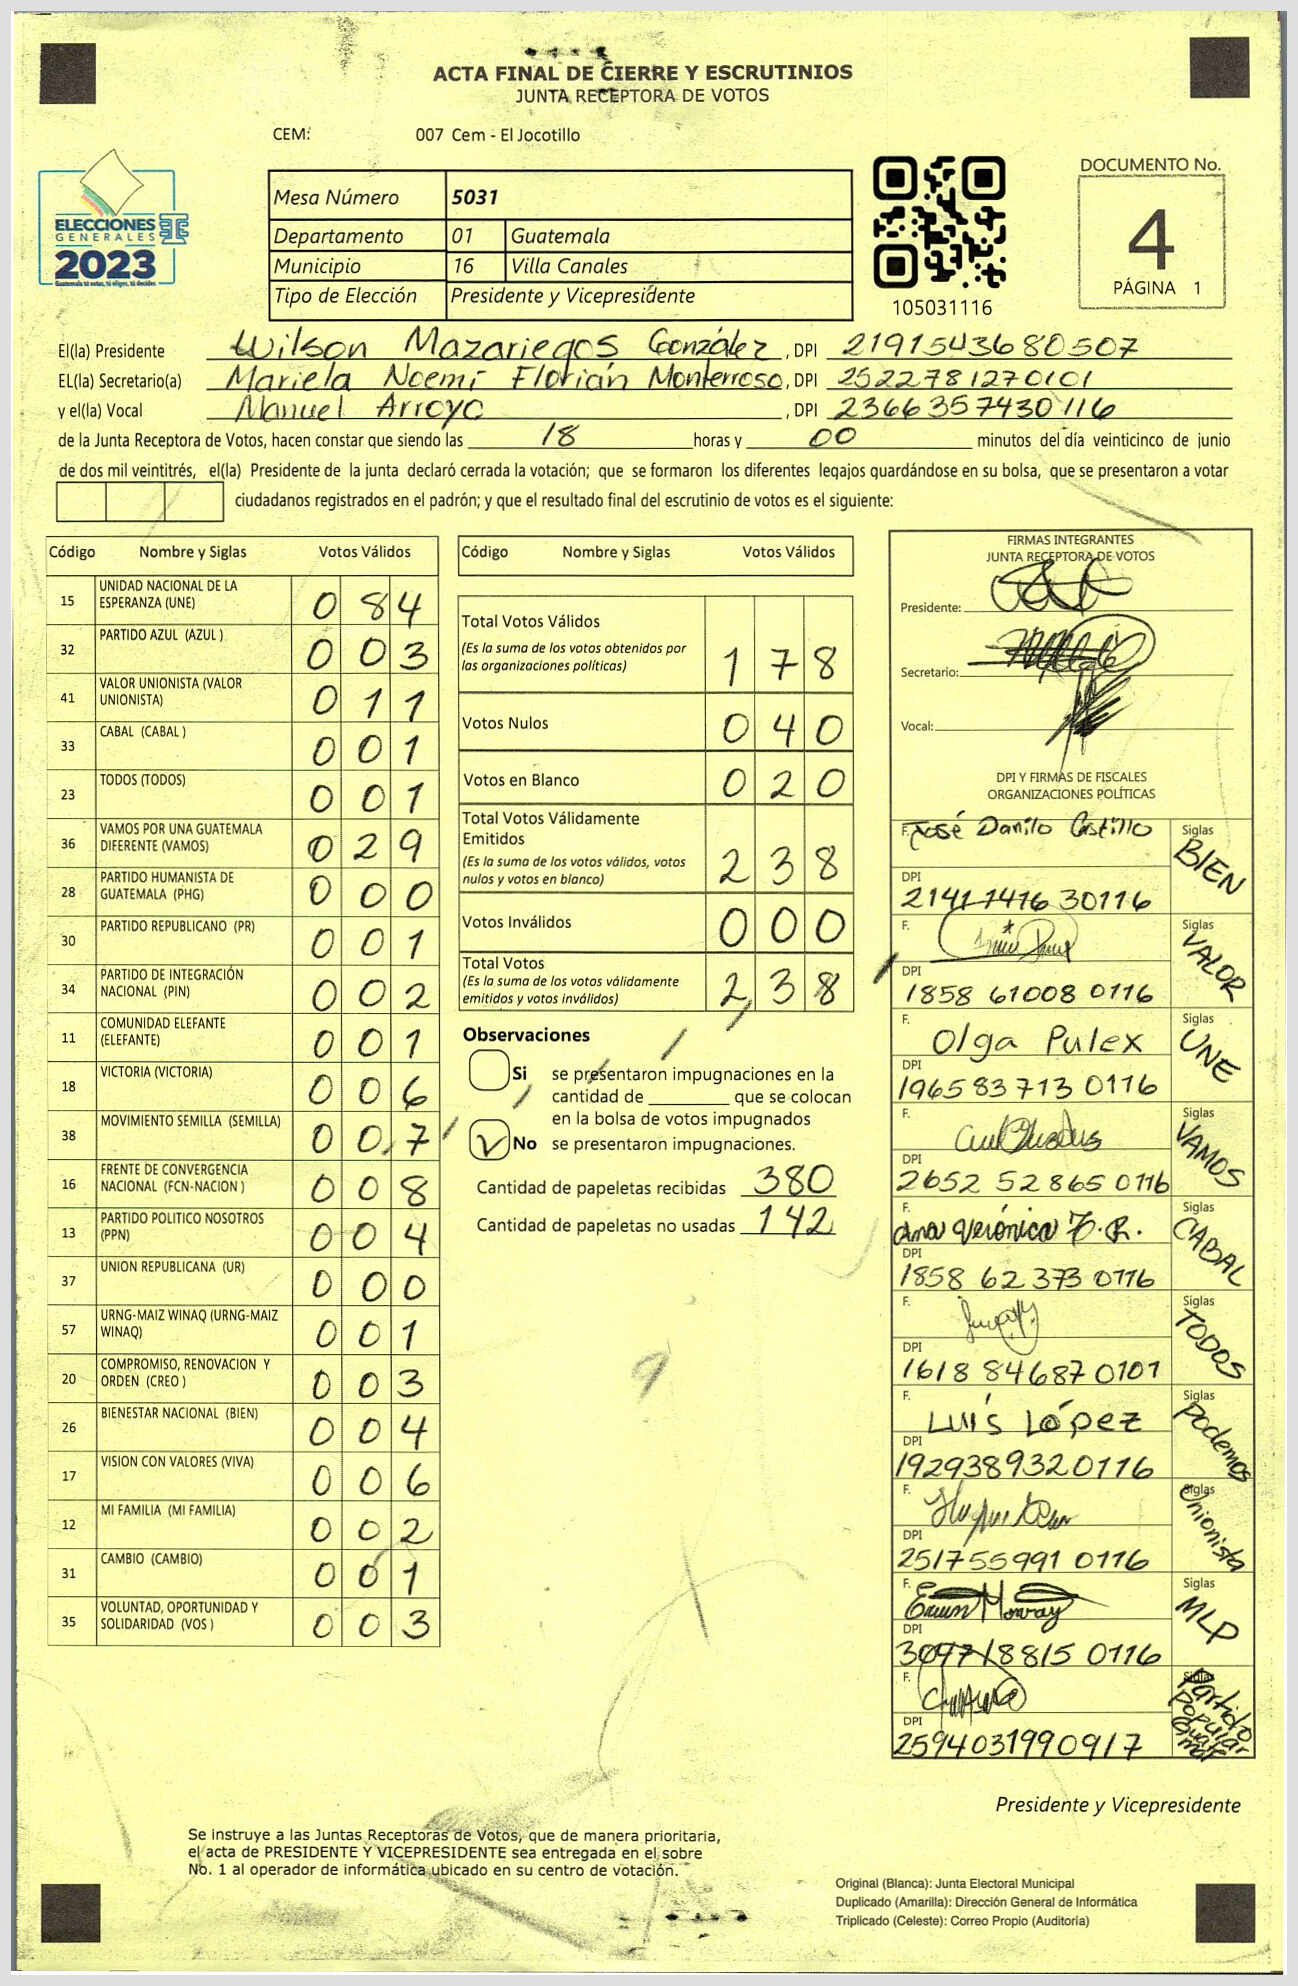 ACTA FINAL DE CIERRE Y ESCRUTINIOS
JUNTA RECEPTORA DE VOTOS
CEM: 007 Cem - El Jocotillo
ELECCIONES
GENERALES
2023
Guatemala tú votas, tú eliges, tú decides
Mesa Número 5031
Departamento 01 Guatemala
Municipio 16 Villa Canales
Tipo de Elección Presidente y Vicepresidente
105031116
DOCUMENTO No.
4
PÁGINA 1
El(la) Presidente Wilson Mazariegos González, DPI 2191543680507
EL(la) Secretario(a) Mariela Noemí Florián Monterroso, DPI 2522781270101
y el(la) Vocal Manuel Arroyo, DPI 2366357430116
de la Junta Receptora de Votos, hacen constar que siendo las 18 horas y 00 minutos del día veinticinco de junio
de dos mil veintitrés, el(la) Presidente de la junta declaró cerrada la votación; que se formaron los diferentes legajos guardándose en su bolsa, que se presentaron a votar
ciudadanos registrados en el padrón; y que el resultado final del escrutinio de votos es el siguiente:
Código Nombre y Siglas Votos Válidos
15 UNIDAD NACIONAL DE LA
ESPERANZA (UNE) 0 8 4
32 PARTIDO AZUL (AZUL ) 0 0 3
41 VALOR UNIONISTA (VALOR
UNIONISTA) 0 1 1
33 CABAL (CABAL ) 0 0 1
23 TODOS (TODOS) 0 0 1
36 VAMOS POR UNA GUATEMALA
DIFERENTE (VAMOS) 0 2 9
28 PARTIDO HUMANISTA DE
GUATEMALA (PHG) 0 0 0
30 PARTIDO REPUBLICANO (PR) 0 0 1
34 PARTIDO DE INTEGRACIÓN
NACIONAL (PIN) 0 0 2
11 COMUNIDAD ELEFANTE
(ELEFANTE) 0 0 1
18 VICTORIA (VICTORIA) 0 0 6
38 MOVIMIENTO SEMILLA (SEMILLA) 0 0 7
16 FRENTE DE CONVERGENCIA
NACIONAL (FCN-NACION ) 0 0 8
13 PARTIDO POLITICO NOSOTROS
(PPN) 0 0 4
37 UNION REPUBLICANA (UR) 0 0 0
57 URNG-MAIZ WINAQ (URNG-MAIZ
WINAQ) 0 0 1
20 COMPROMISO, RENOVACION Y
ORDEN (CREO ) 0 0 3
26 BIENESTAR NACIONAL (BIEN) 0 0 4
17 VISION CON VALORES (VIVA) 0 0 6
12 MI FAMILIA (MI FAMILIA) 0 0 2
31 CAMBIO (CAMBIO) 0 0 1
35 VOLUNTAD, OPORTUNIDAD Y
SOLIDARIDAD (VOS ) 0 0 3
Código Nombre y Siglas Votos Válidos
Total Votos Válidos
(Es la suma de los votos obtenidos por
las organizaciones políticas) 1 7 8
Votos Nulos 0 4 0
Votos en Blanco 0 2 0
Total Votos Válidamente
Emitidos
(Es la suma de los votos válidos, votos
nulos y votos en blanco) 2 3 8
Votos Inválidos 0 0 0
Total Votos
(Es la suma de los votos válidamente
emitidos y votos inválidos) 2 3 8
Observaciones
Si se presentaron impugnaciones en la
cantidad de ________ que se colocan
en la bolsa de votos impugnados
No se presentaron impugnaciones.
Cantidad de papeletas recibidas 380
Cantidad de papeletas no usadas 142
9
FIRMAS INTEGRANTES
JUNTA RECEPTORA DE VOTOS
Presidente:
Secretario:
Vocal:
DPI Y FIRMAS DE FISCALES
ORGANIZACIONES POLÍTICAS
F. José Danilo Castillo Siglas BIEN
DPI
2141 1416 30116
F. Siglas VALOR
DPI
1858 61008 0116
F. Olga Pulex Siglas UNE
DPI
1965 83 713 0116
F. Siglas VAMOS
DPI
2652 52 865 0116
F. Ana Verónica F. R. Siglas CABAL
DPI
1858 62 373 0116
F. Siglas TODOS
DPI
1618 84687 0101
F. Luis López Siglas Podemos
DPI
1929389320116
F. Siglas Unionista
DPI
251755991 0116
F. Siglas MLP
DPI
309718815 0116
F. Siglas Partido
Popular
DPI
2594031990917
Presidente y Vicepresidente
Se instruye a las Juntas Receptoras de Votos, que de manera prioritaria,
el acta de PRESIDENTE Y VICEPRESIDENTE sea entregada en el sobre
No. 1 al operador de informática ubicado en su centro de votación.
Original (Blanca): Junta Electoral Municipal
Duplicado (Amarilla): Dirección General de Informática
Triplicado (Celeste): Correo Propio (Auditoría)